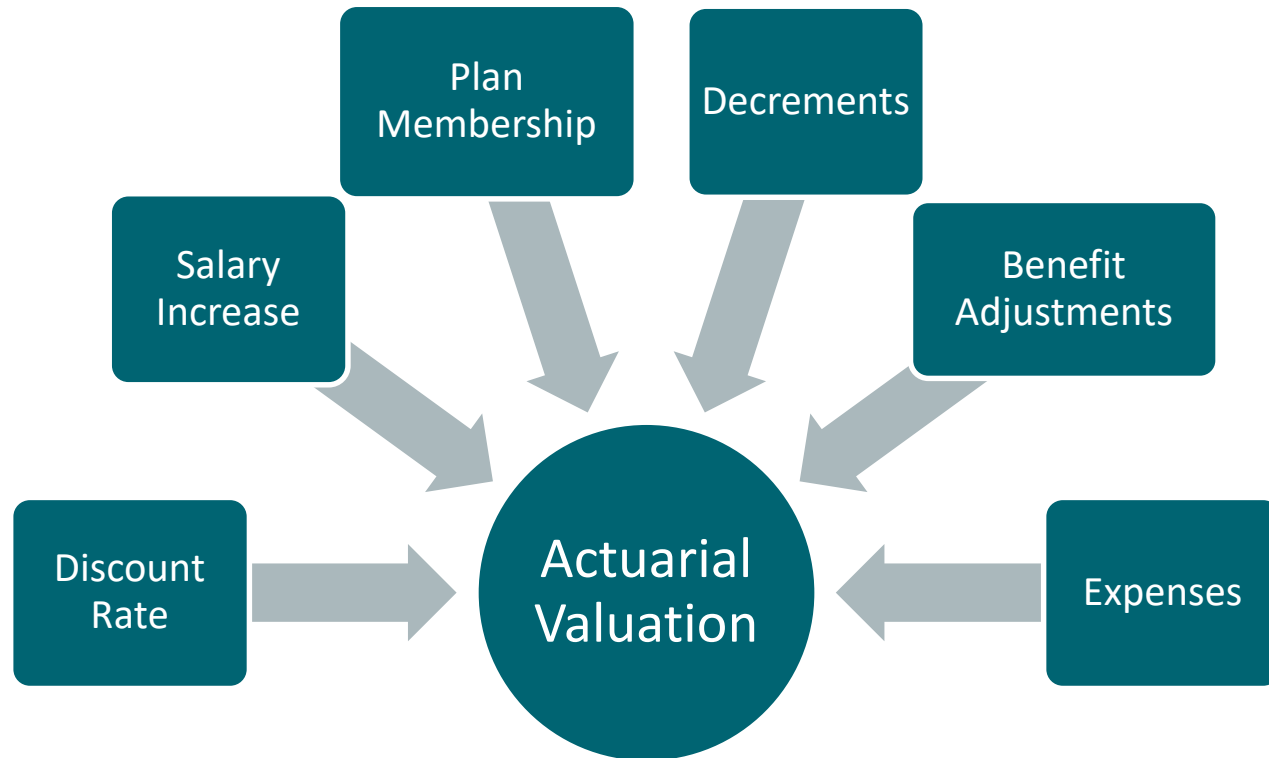 Plan
Membership
Decrements
Salary
Increase
Benefit
Adjustments
Discount
Rate
Actuarial
Valuation
Expenses